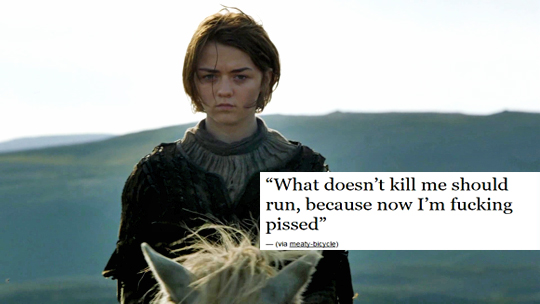 “What doesn’t kill me should
run, because now I’m fucking
pissed”
— (via meaty-bicycle)